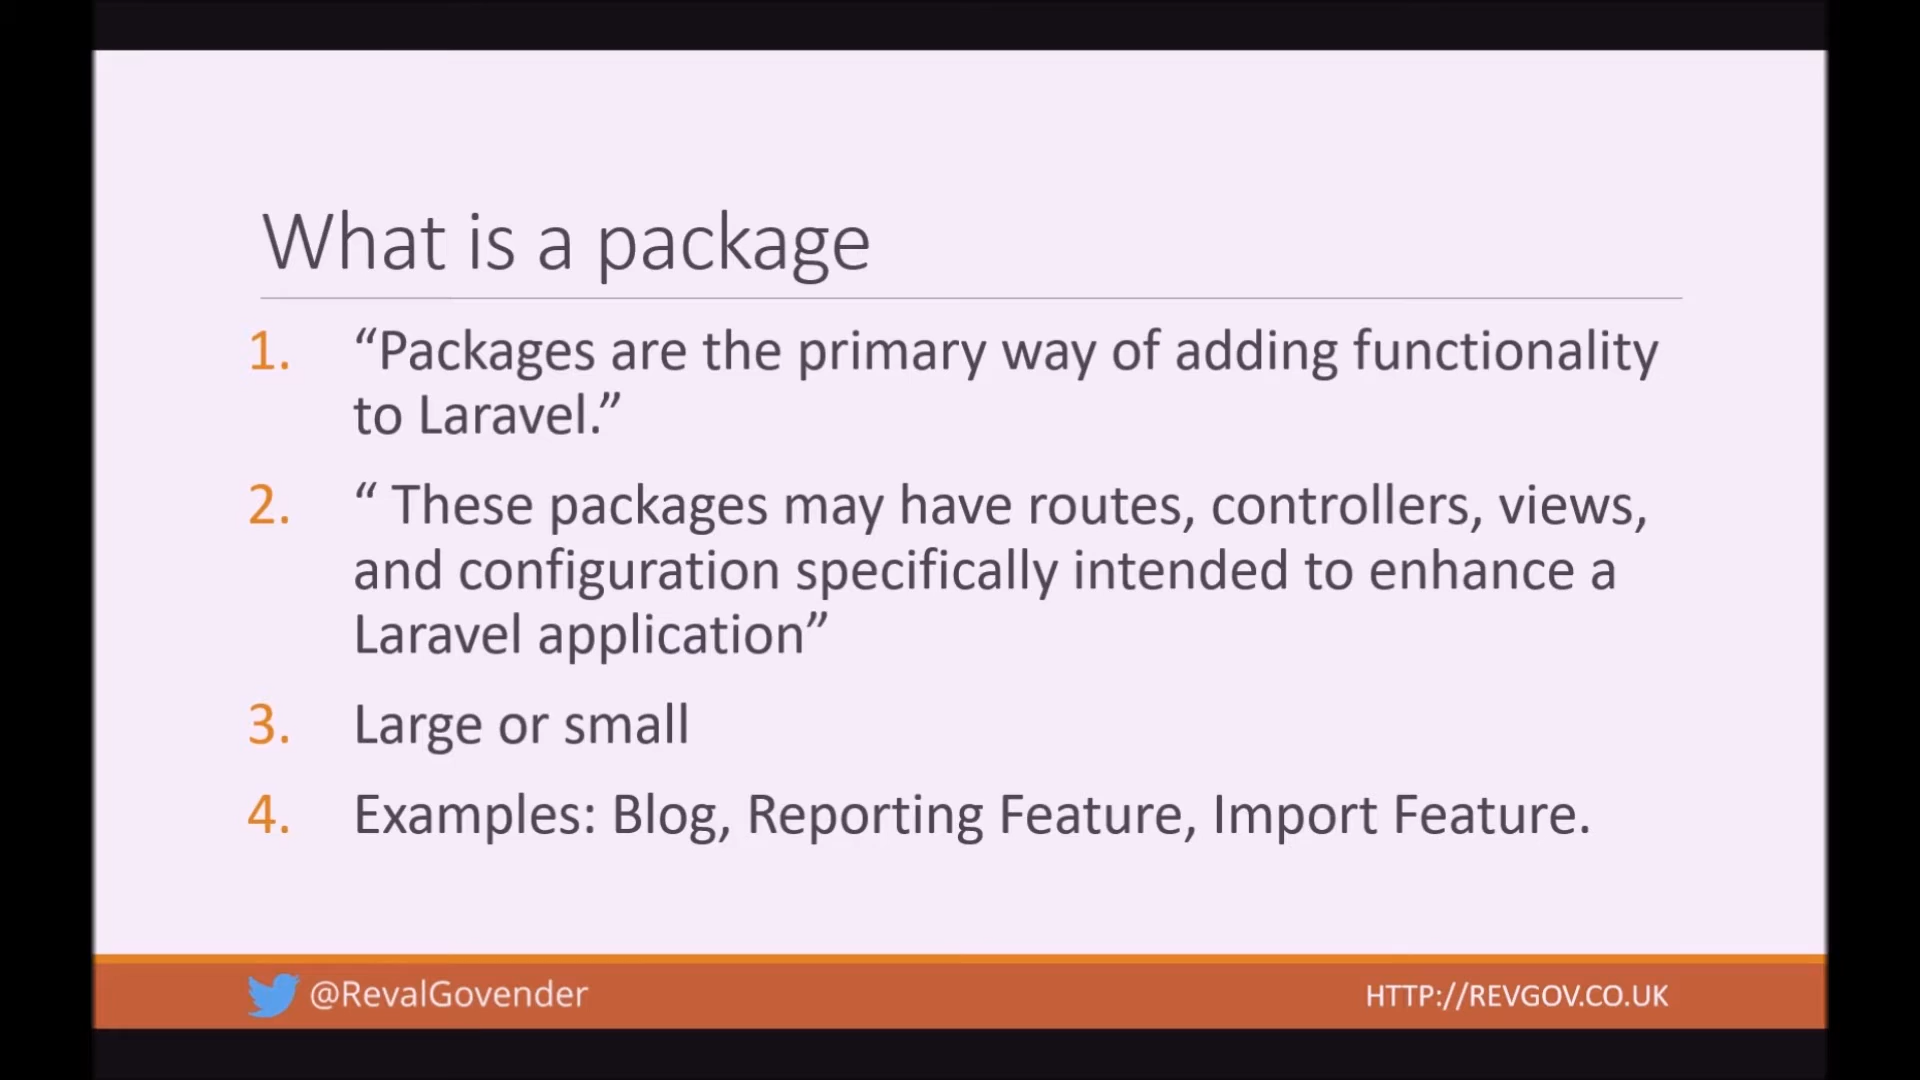 What is a package
1. “Packages are the primary way of adding functionality
to Laravel.”
2. “ These packages may have routes, controllers, views,
and configuration specifically intended to enhance a
Laravel application”
3. Large or small
4. Examples: Blog, Reporting Feature, Import Feature.
@RevalGovender
HTTP://REVGOV.CO.UK